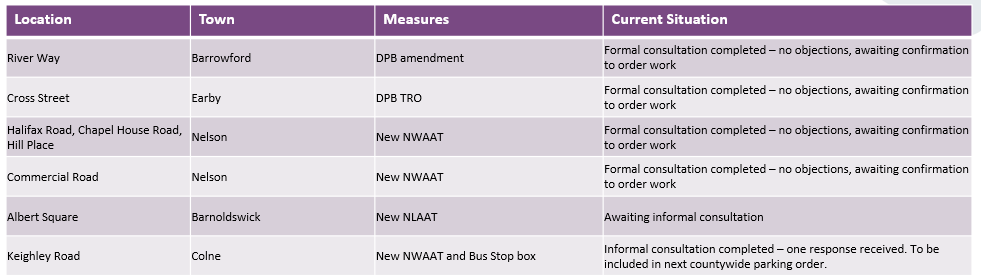 Location Town Measures Current Situation
River Way Barrowford DPB amendment Formal consultation completed – no objections, awaiting confirmation
to order work
Cross Street Earby DPB TRO Formal consultation completed – no objections, awaiting confirmation
to order work
Halifax Road, Chapel House Road,
Hill Place Nelson New NWAAT Formal consultation completed – no objections, awaiting confirmation
to order work
Commercial Road Nelson New NWAAT Formal consultation completed – no objections, awaiting confirmation
to order work
Albert Square Barnoldswick New NLAAT Awaiting informal consultation
Keighley Road Colne New NWAAT and Bus Stop box Informal consultation completed – one response received. To be
included in next countywide parking order.